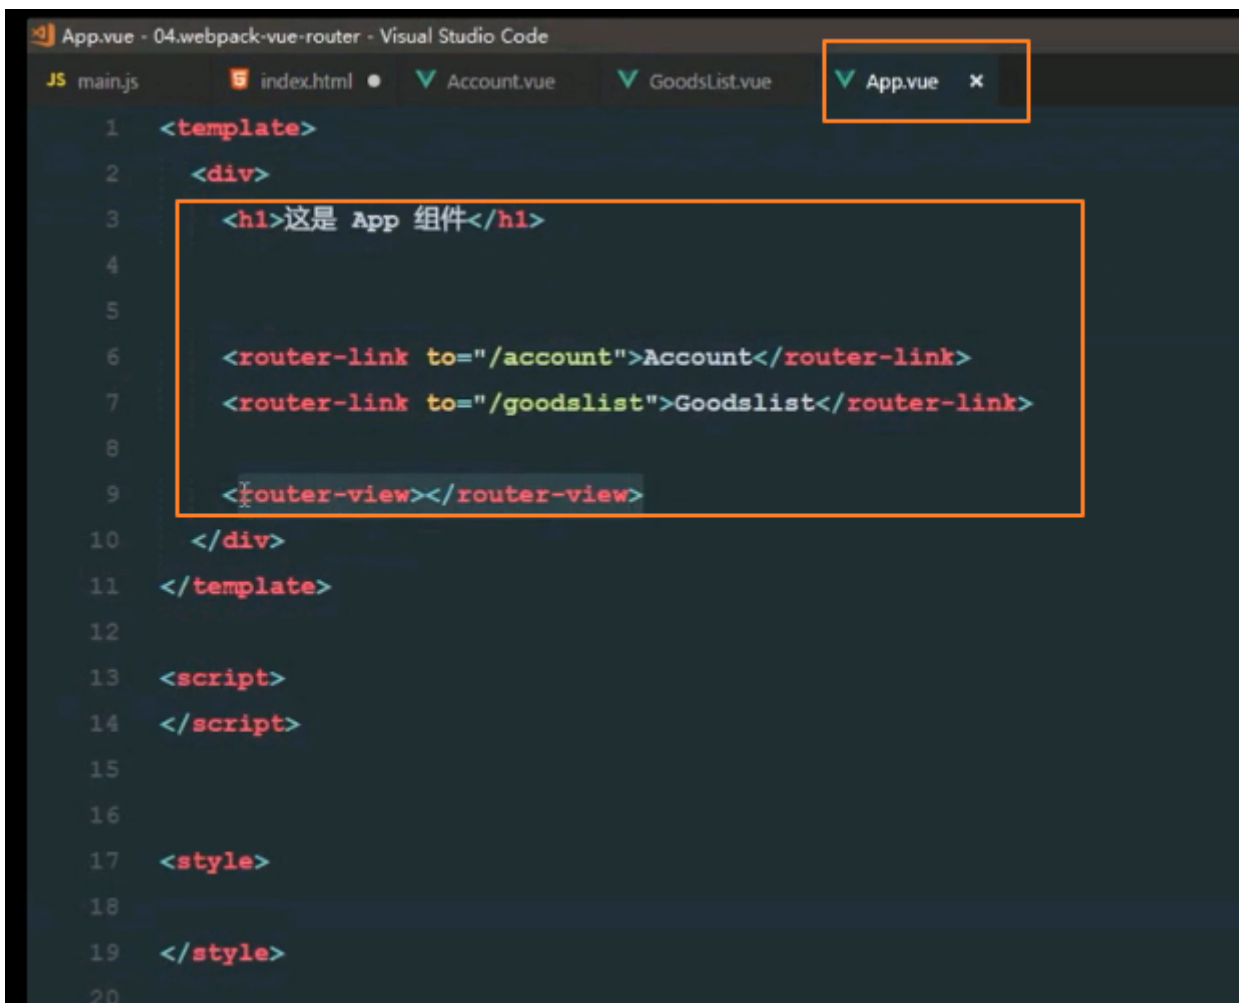 App.vue - 04.webpack-vue-router - Visual Studio Code
JS main.js index.html Account.vue GoodsList.vue App.vue
1 <template>
2 <div>
3 <h1>这是 App 组件</h1>
4
5
6 <router-link to="/account">Account</router-link>
7 <router-link to="/goodslist">Goodslist</router-link>
8
9 <router-view></router-view>
10 </div>
11 </template>
12
13 <script>
14 </script>
15
16
17 <style>
18
19 </style>
20